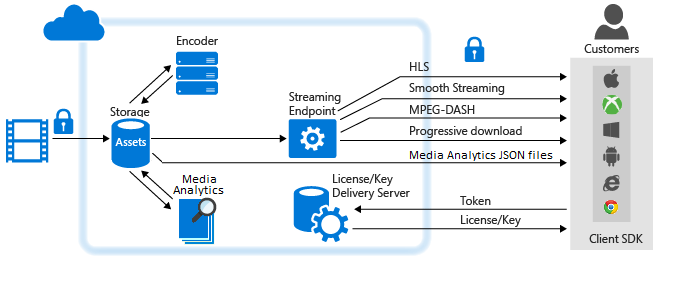 Encoder
Storage
Assets
Media
Analytics
Streaming
Endpoint
License/Key
Delivery Server
HLS
Smooth Streaming
MPEG-DASH
Progressive download
Media Analytics JSON files
Token
License/Key
Customers
Client SDK